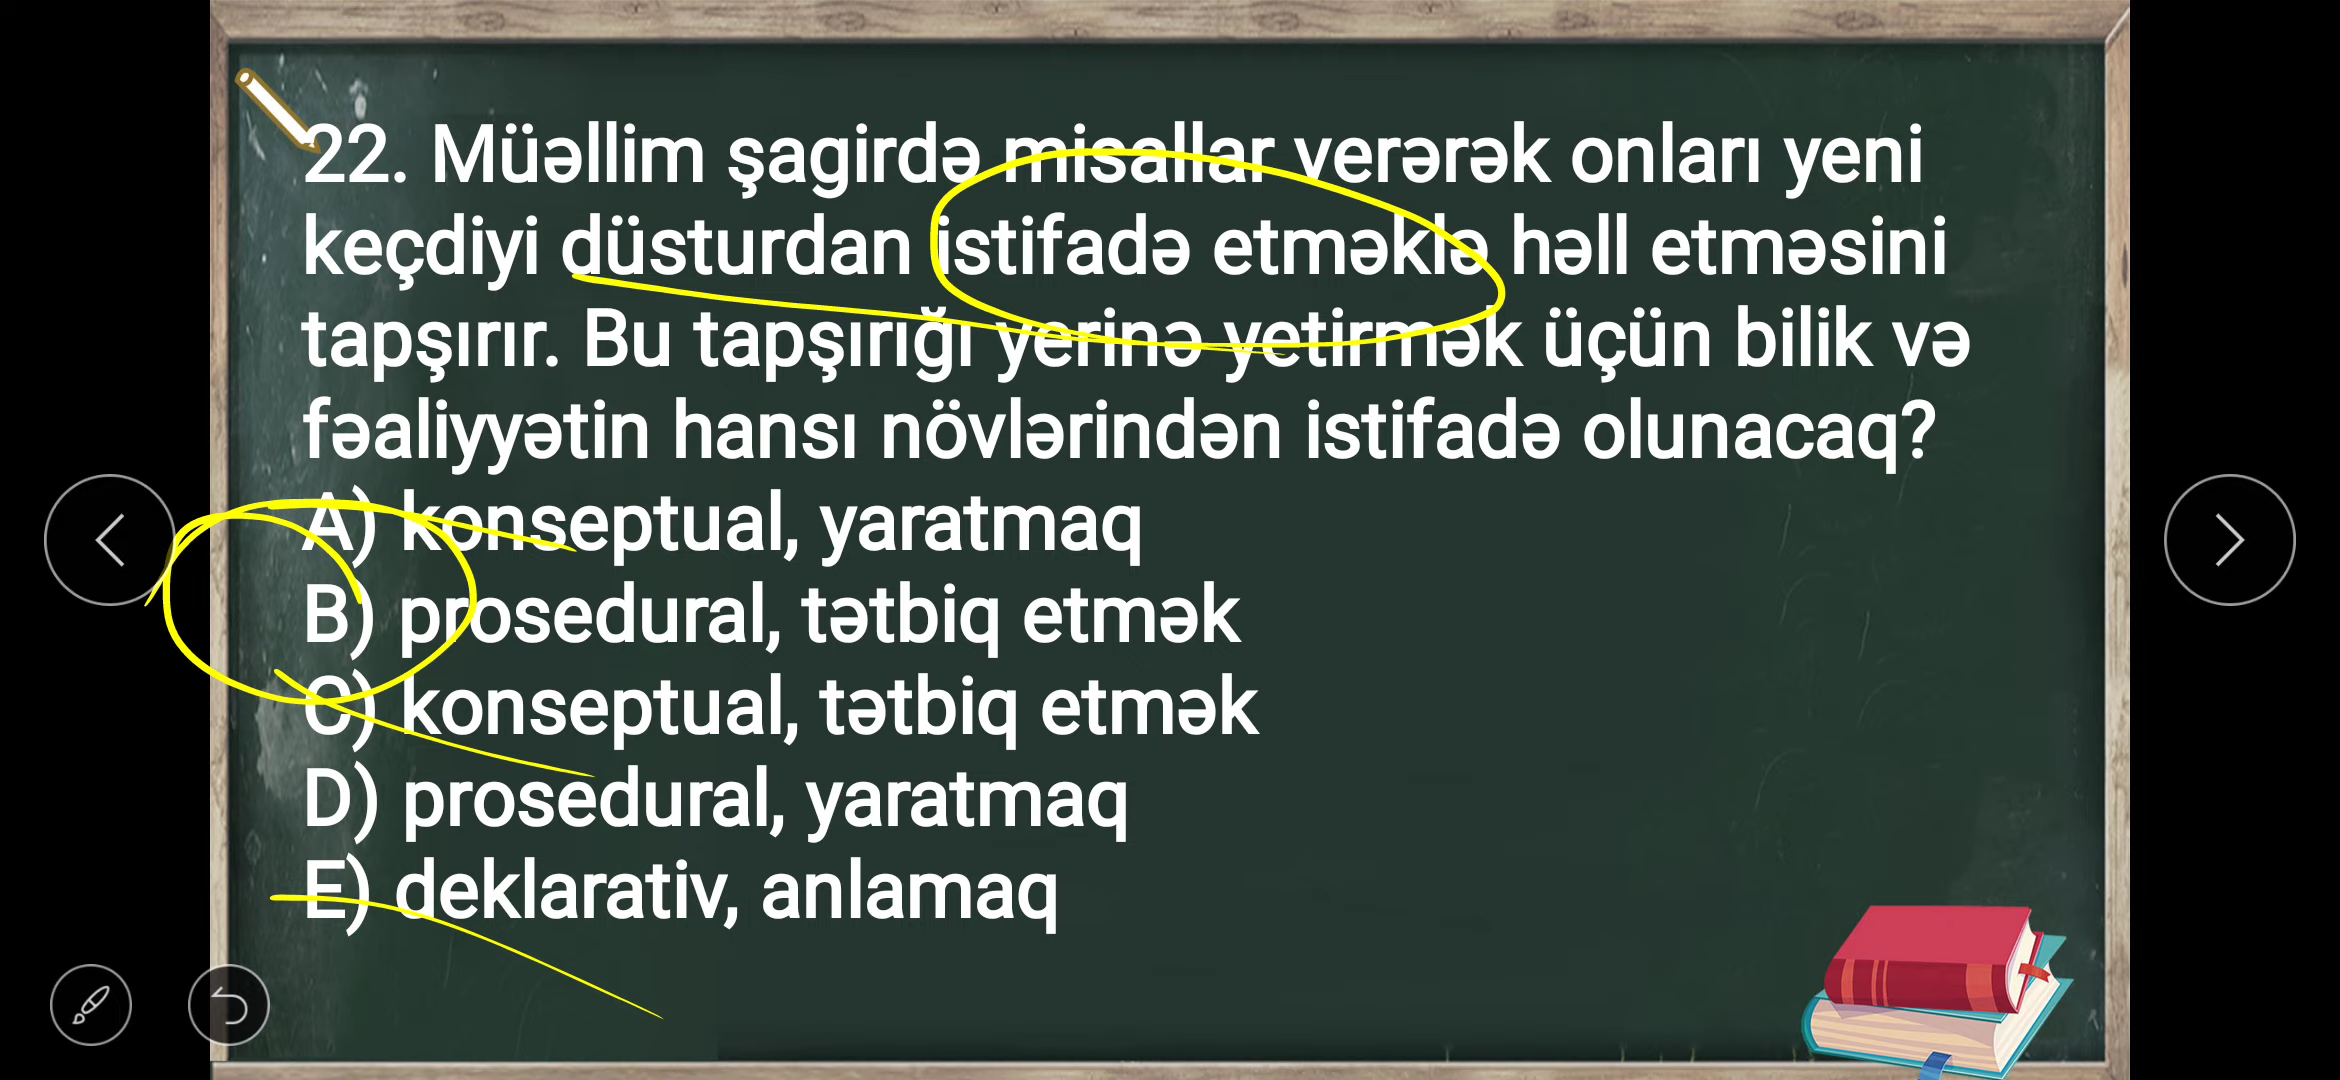 22. Müəllim şagirdə misallar verərək onları yeni
keçdiyi düsturdan istifadə etməklə həll etməsini
tapşırır. Bu tapşırığı yerinə yetirmək üçün bilik və
fəaliyyətin hansı növlərindən istifadə olunacaq?
A) konseptual, yaratmaq
B) prosedural, tətbiq etmək
C) konseptual, tətbiq etmək
D) prosedural, yaratmaq
E) deklarativ, anlamaq